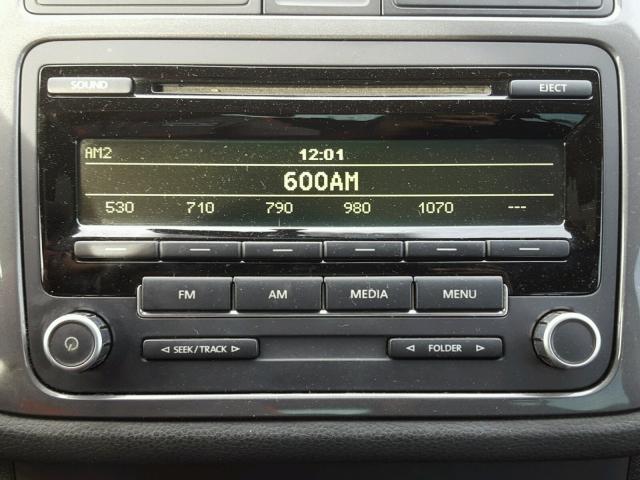 SOUND
EJECT
AM2 12:01
600AM
530 710 790 980 1070 ---
FM AM MEDIA MENU
◁ SEEK/TRACK ▷ ◁ FOLDER ▷